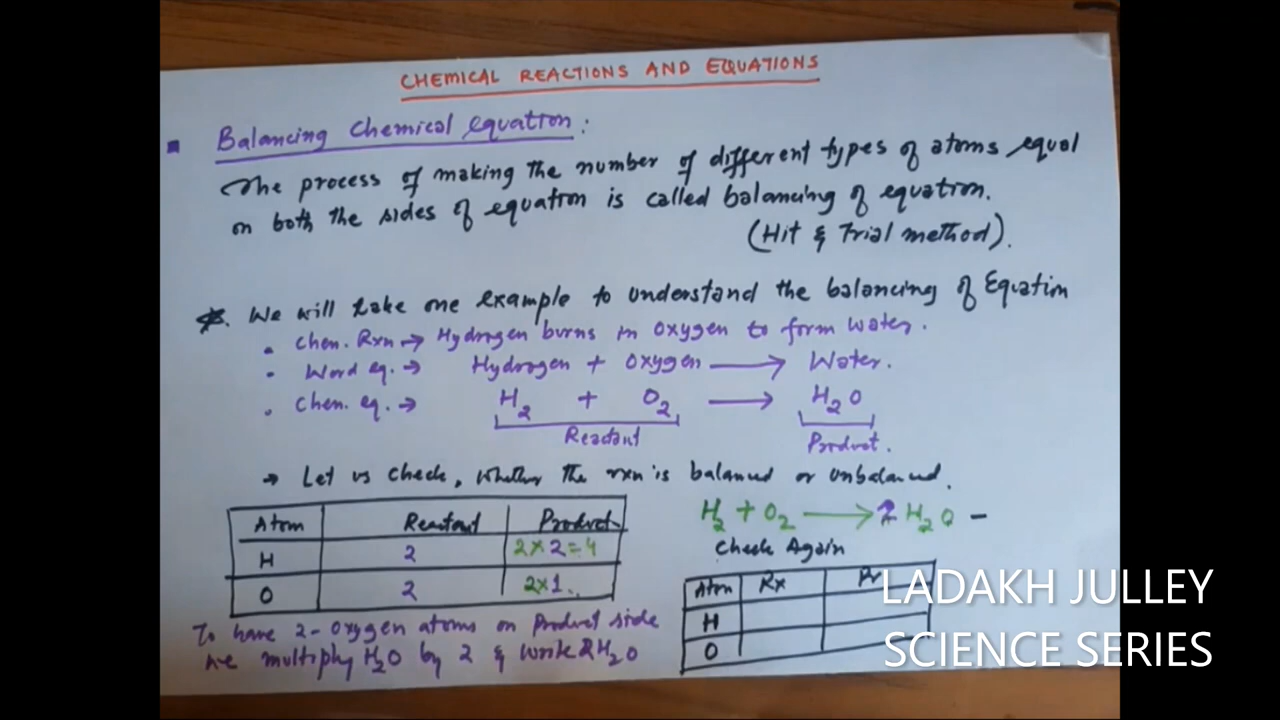 CHEMICAL REACTIONS AND EQUATIONS
Balancing Chemical equation:
The process of making the number of different types of atoms equal
on both the sides of equation is called balancing of equation.
(Hit & Trial method).
We will take one example to understand the balancing of Equation
Chem. Rxn → Hydrogen burns in Oxygen to form Water.
Word eq. → Hydrogen + Oxygen → Water.
Chem. eq. → H2 + O2 → H2O
Reactant Product.
→ Let us check, whether the rxn is balanced or unbalanced.
Atom Reactant Product
H 2 2×2=4
O 2 2×1
To have 2-Oxygen atoms on Product side
we multiply H2O by 2 & write 2H2O
H2 + O2 → 2 H2O –
Check Again
Atom Rx Pr
H
O
LADAKH JULLEY
SCIENCE SERIES